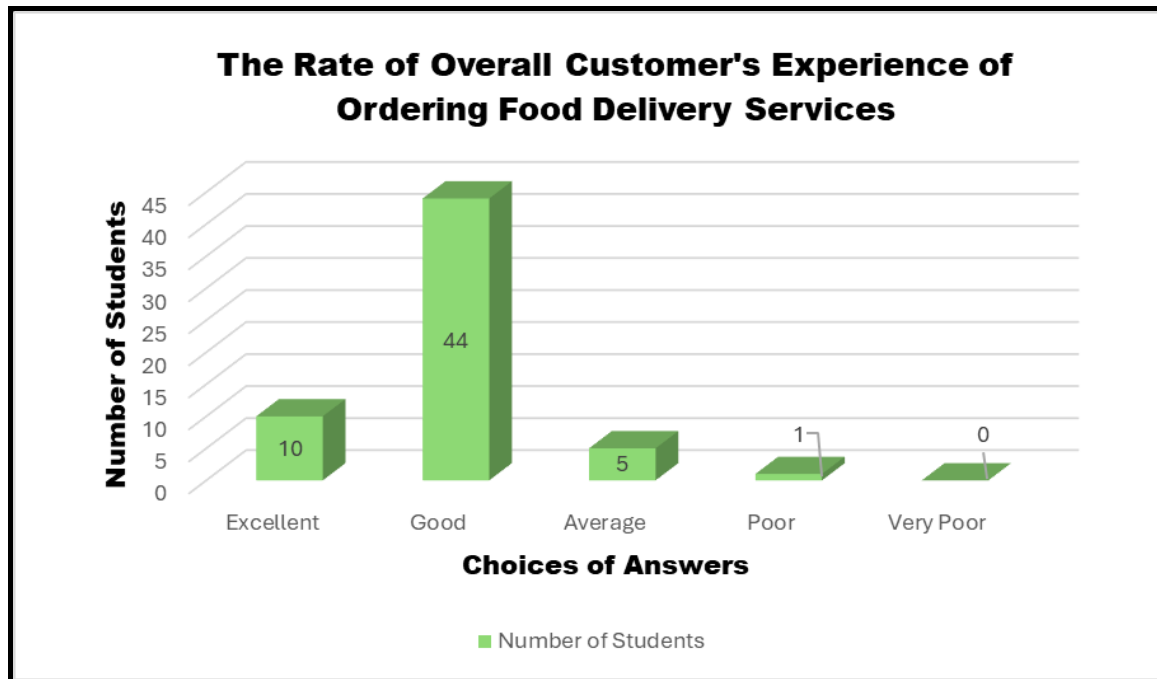 The Rate of Overall Customer's Experience of
Ordering Food Delivery Services
Number of Students
45
40
35
30
25
20
15
10
5
0
10
44
5
1
0
Excellent
Good
Average
Poor
Very Poor
Choices of Answers
Number of Students